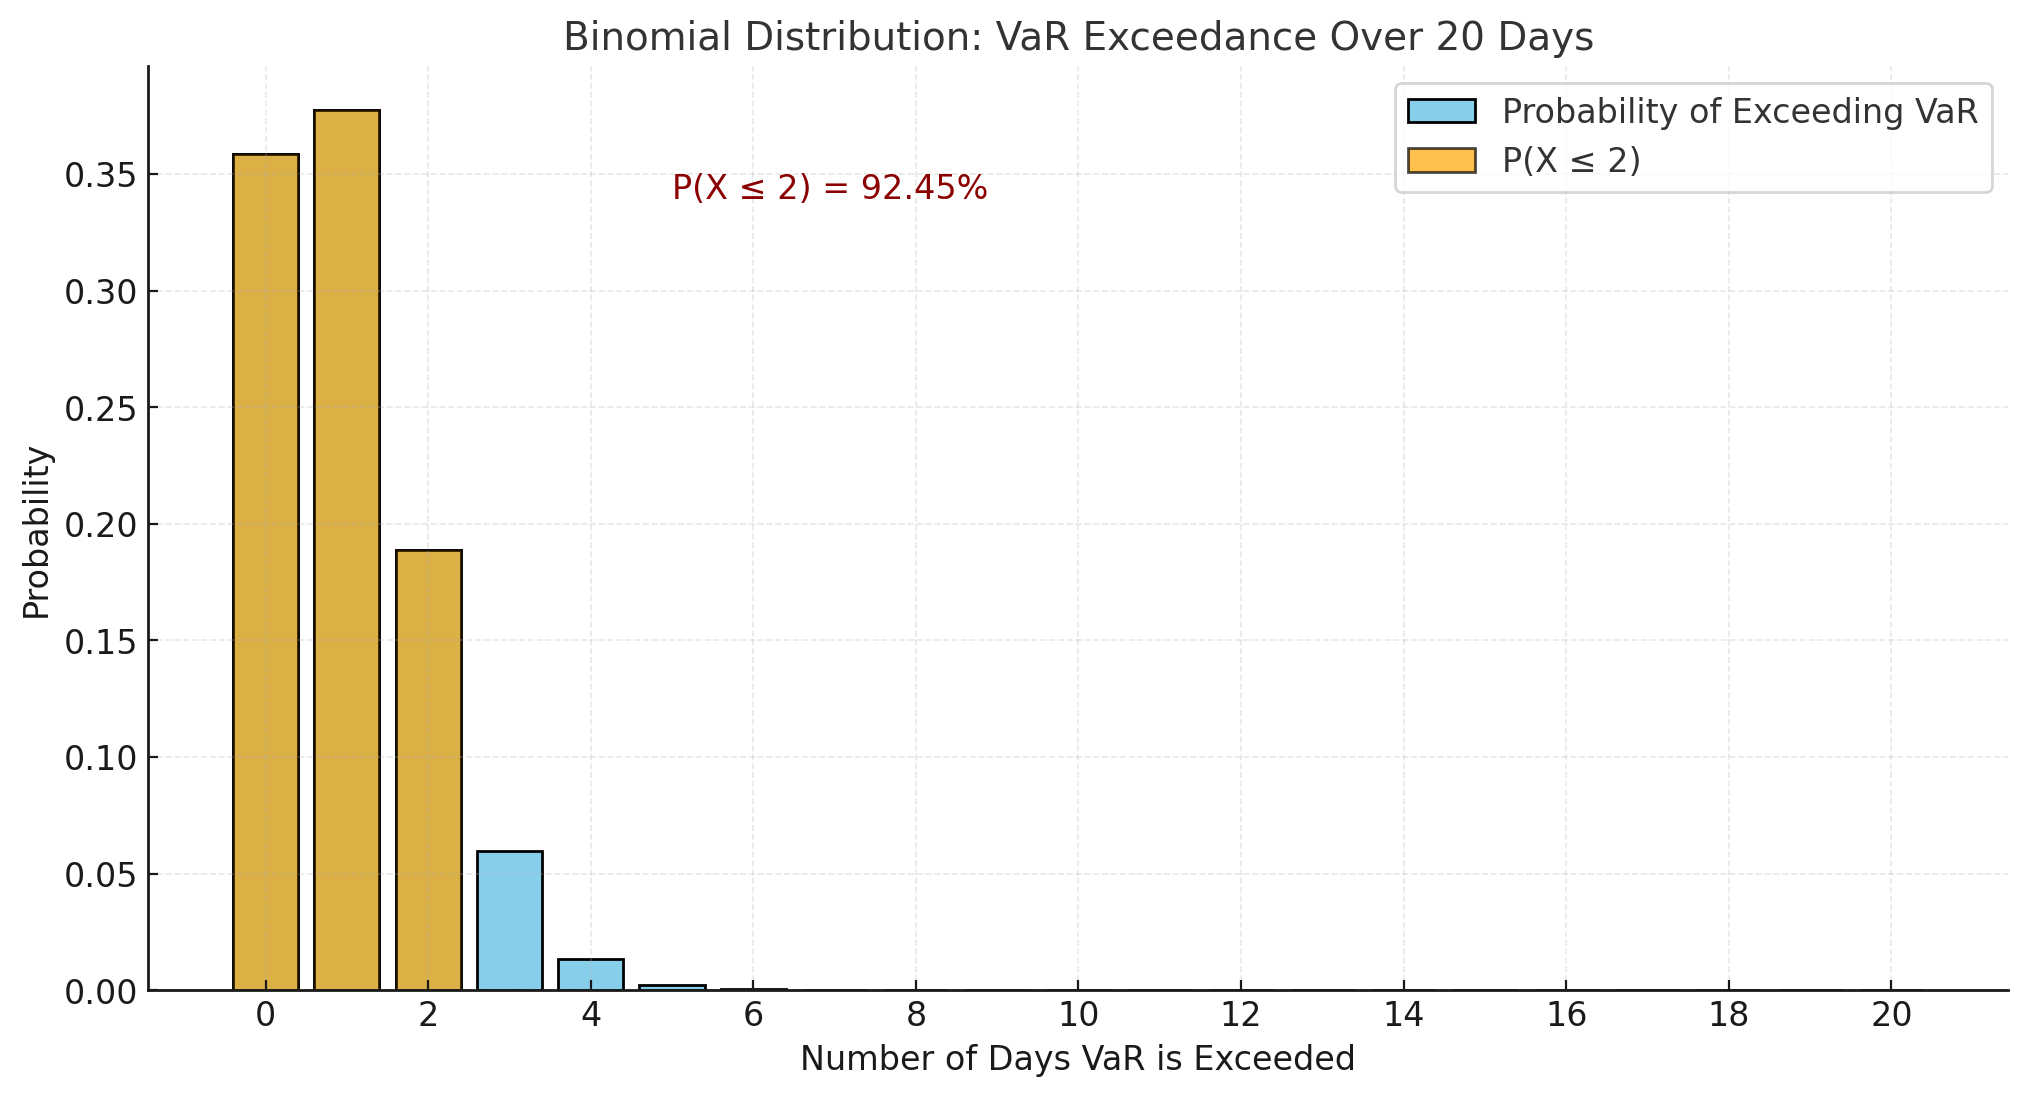 Binomial Distribution: VaR Exceedance Over 20 Days
Probability of Exceeding VaR
P(X ≤ 2)
P(X ≤ 2) = 92.45%
0.35
0.30
0.25
0.20
0.15
0.10
0.05
0.00
Probability
0 2 4 6 8 10 12 14 16 18 20
Number of Days VaR is Exceeded